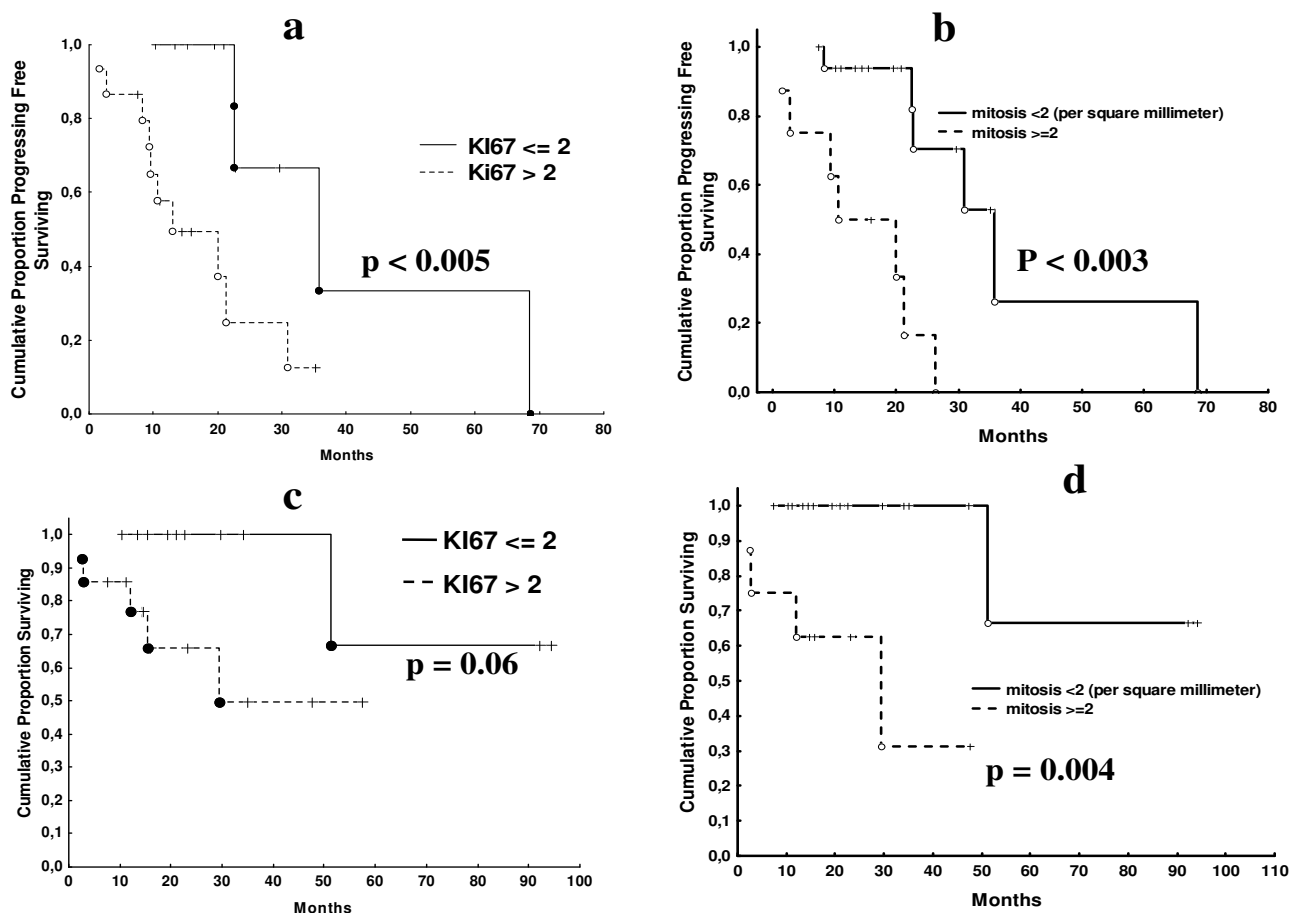 a
Cumulative Proportion Progressing Free
Surviving
1,0
0,8
0,6
0,4
0,2
0,0
KI67 <= 2
Ki67 > 2
p < 0.005
0 10 20 30 40 50 60 70 80
Months
b
Cumulative Proportion Progressing Free
Surviving
1,0
0,8
0,6
0,4
0,2
0,0
mitosis <2 (per square millimeter)
mitosis >=2
P < 0.003
0 10 20 30 40 50 60 70 80
Months
c
Cumulative Proportion Surviving
1,0
0,9
0,8
0,7
0,6
0,5
0,4
0,3
0,2
0,1
0,0
KI67 <= 2
KI67 > 2
p = 0.06
0 10 20 30 40 50 60 70 80 90 100
Months
d
Cumulative Proportion Surviving
1,0
0,9
0,8
0,7
0,6
0,5
0,4
0,3
0,2
0,1
0,0
mitosis <2 (per square millimeter)
mitosis >=2
p = 0.004
0 10 20 30 40 50 60 70 80 90 100 110
Months